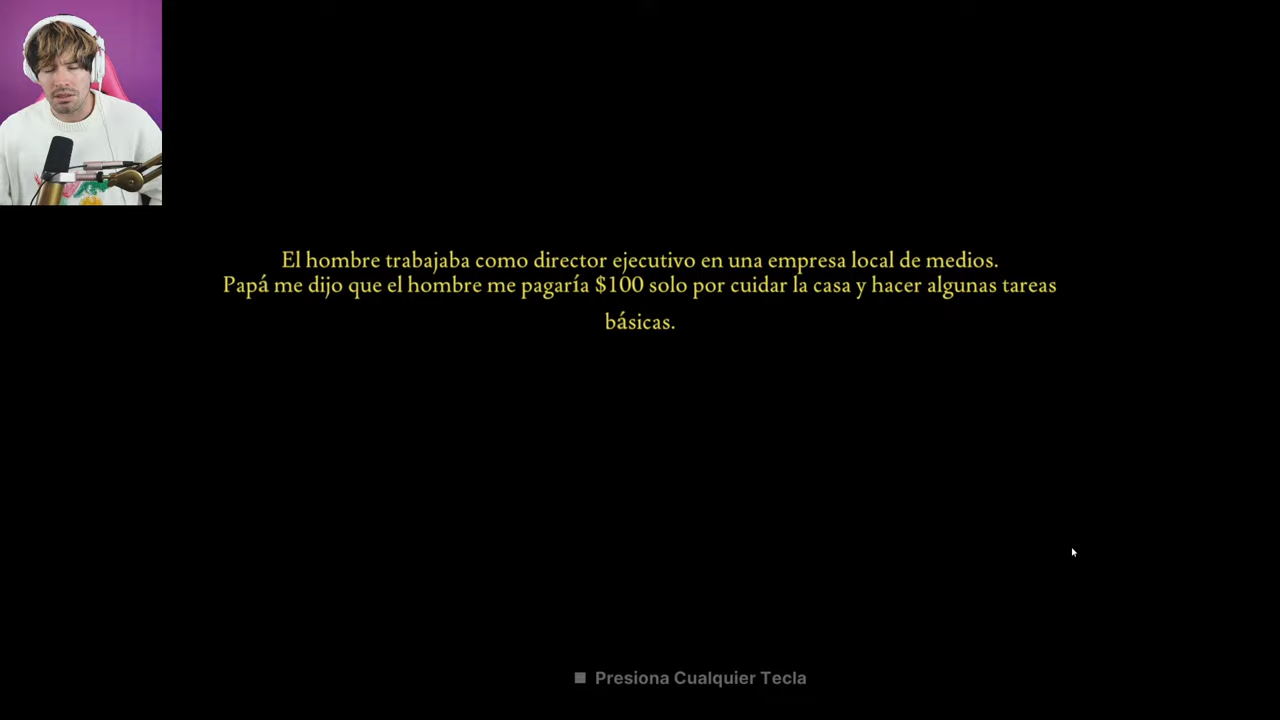 El hombre trabajaba como director ejecutivo en una empresa local de medios.
Papá me dijo que el hombre me pagaría $100 solo por cuidar la casa y hacer algunas tareas
básicas.
Presiona Cualquier Tecla